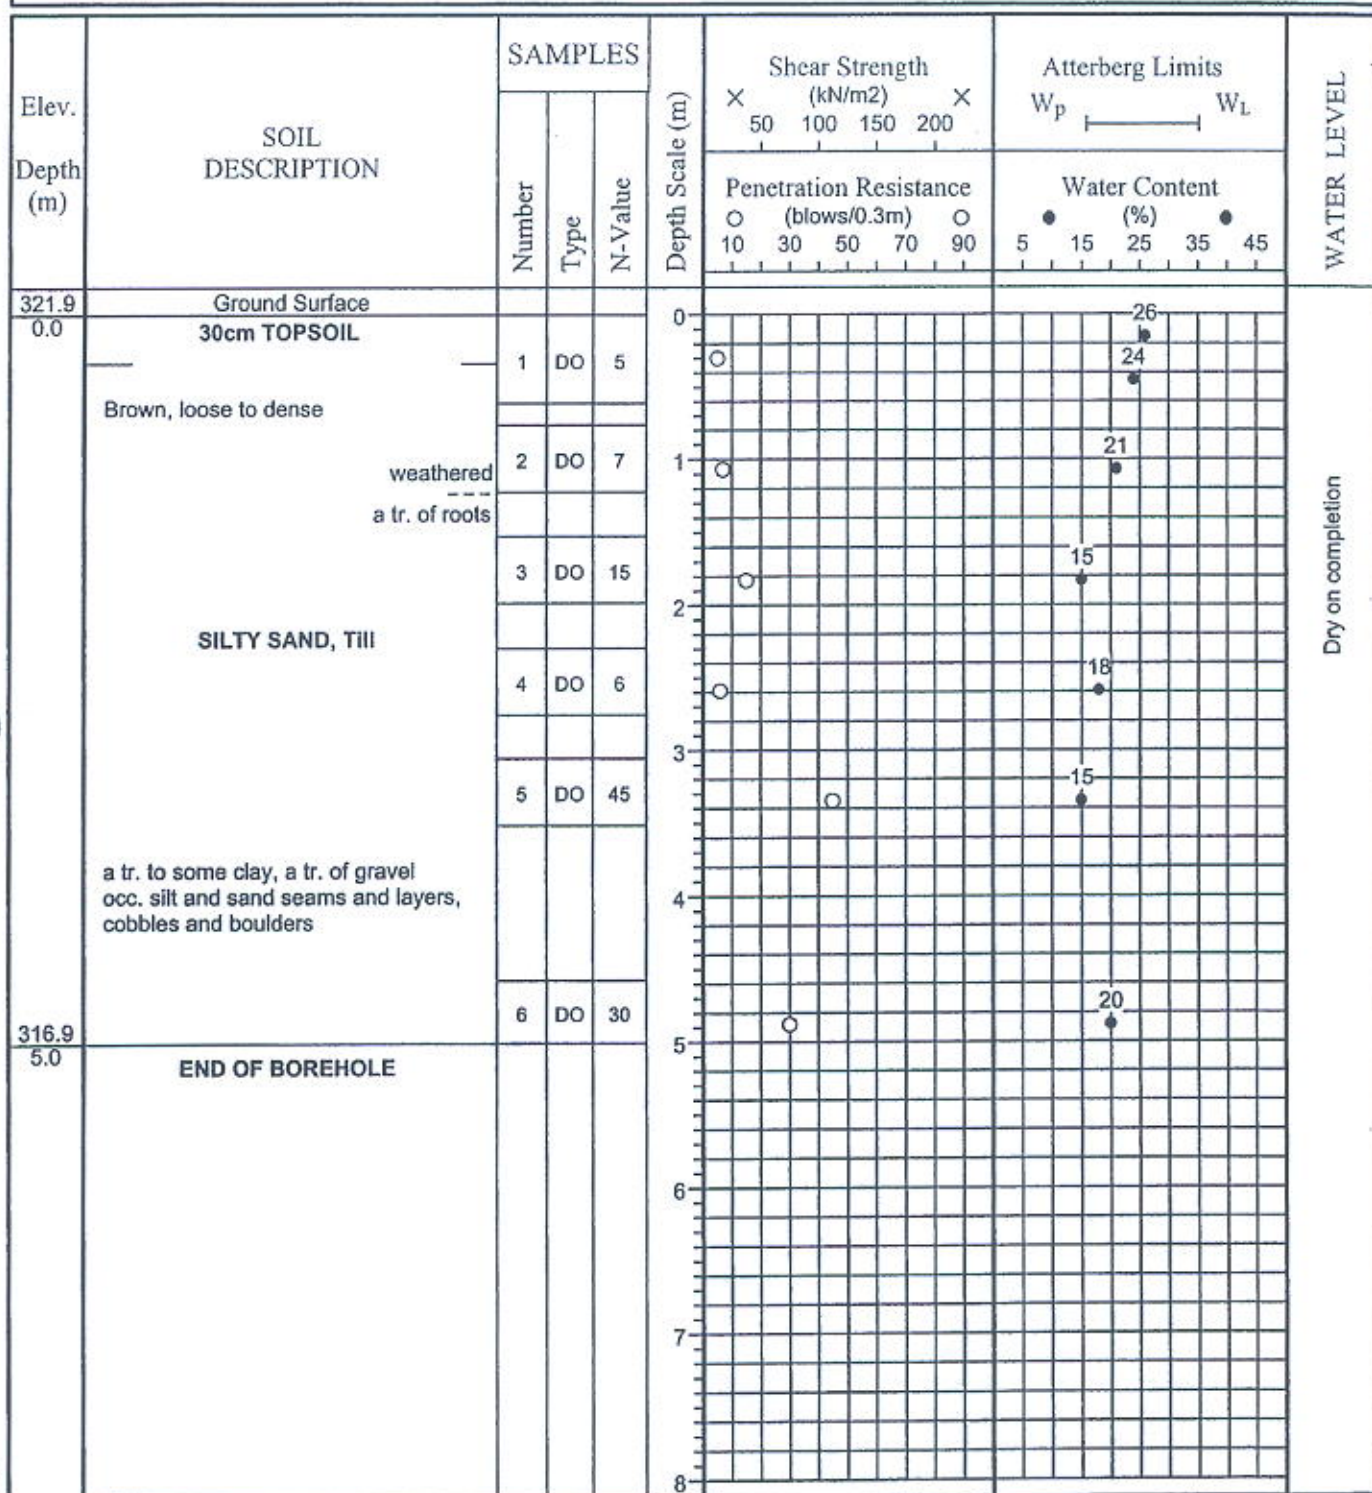 Elev.
Depth
(m)
SOIL
DESCRIPTION
SAMPLES
Number
Type
N-Value
Depth Scale (m)
Shear Strength
× (kN/m2) ×
50 100 150 200
Penetration Resistance
(blows/0.3m)
10 30 50 70 90
Atterberg Limits
Wp WL
Water Content
(%)
5 15 25 35 45
WATER LEVEL
321.9 Ground Surface
0.0 30cm TOPSOIL
1 DO 5
Brown, loose to dense
2 DO 7
weathered
a tr. of roots
3 DO 15
SILTY SAND, Till
4 DO 6
5 DO 45
a tr. to some clay, a tr. of gravel
occ. silt and sand seams and layers,
cobbles and boulders
6 DO 30
316.9
5.0 END OF BOREHOLE
0
1
2
3
4
5
6
7
8
26
24
21
15
18
15
20
Dry on completion